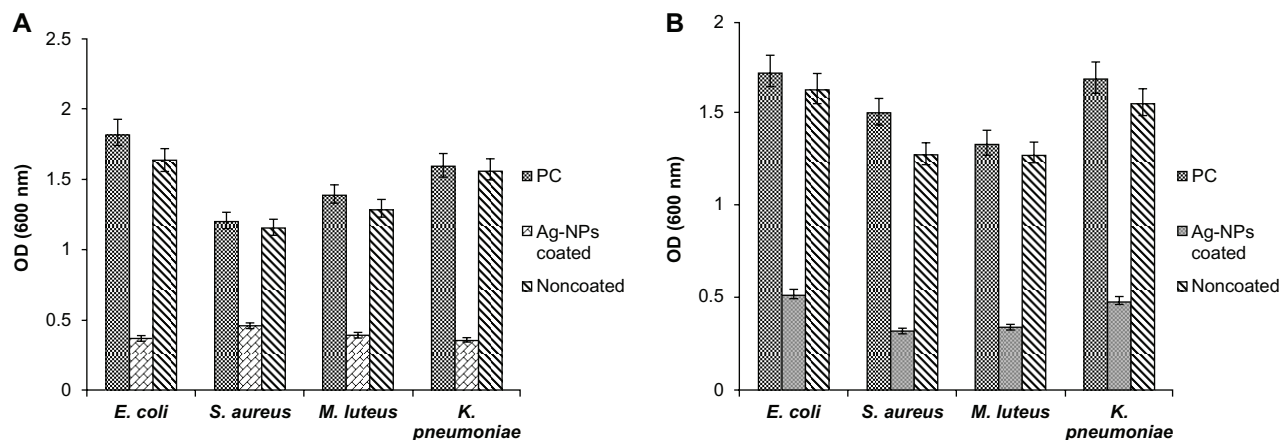 A
2.5
2
1.5
1
0.5
0
OD (600 nm)
E. coli
S. aureus
M. luteus
K.
pneumoniae
PC
Ag-NPs
coated
Noncoated
B
2
1.5
1
0.5
0
OD (600 nm)
E. coli
S. aureus
M. luteus
K.
pneumoniae
PC
Ag-NPs
coated
Noncoated